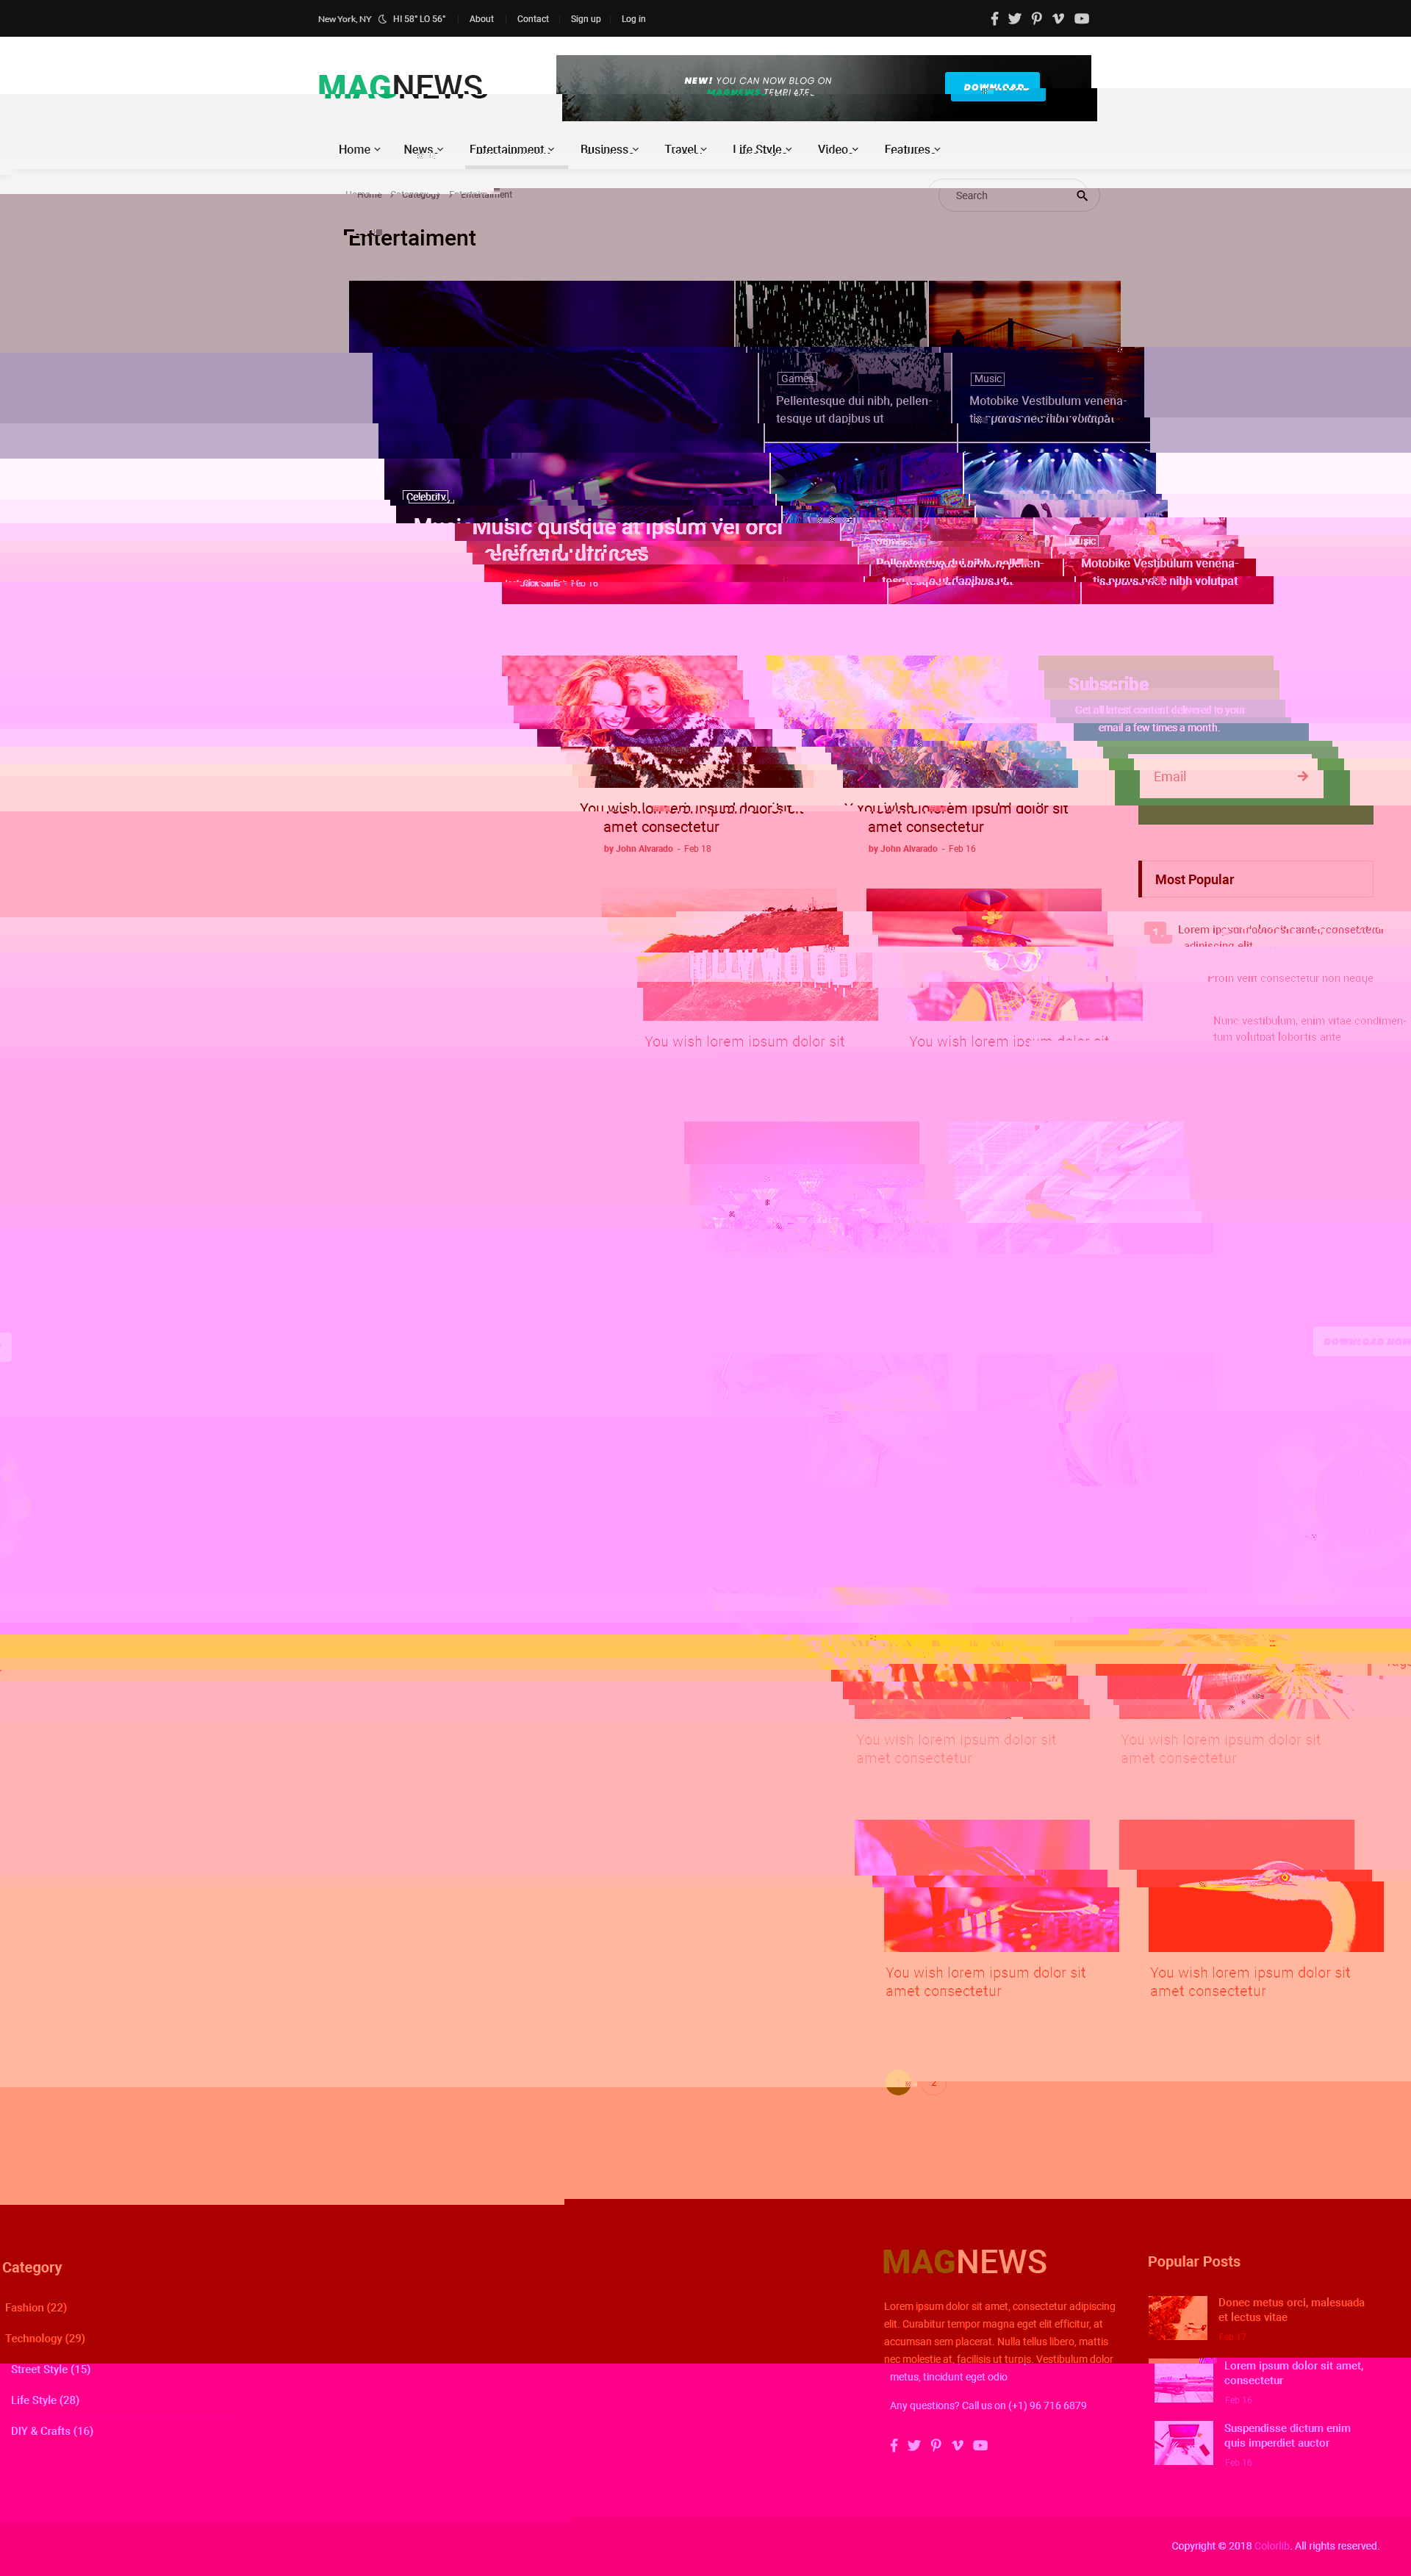 New York, NY HI 58° LO 56° About Contact Sign up Log in
MAGNEWS
NEW! YOU CAN NOW BLOG ON
MAGNEWS TEMPLATE
DOWNLOAD
Home News Entertainment Business Travel Life Style Video Features
Home Category Entertaiment
Search
Entertaiment
Games
Pellentesque dui nibh, pellen-
tesque ut dapibus ut
Music
Motobike Vestibulum venena-
tis purus nec nibh volutpat
Celebrity
Music quisque at ipsum vel orci
eleifend ultrices
Feb 16
Pellentesque dui nibh, pellen-
tesque ut dapibus ut
Music
Motobike Vestibulum venena-
tis purus nec nibh volutpat
Subscribe
Get all latest content delivered to your
email a few times a month.
Email
You wish lorem ipsum dolor sit
amet consectetur
by John Alvarado - Feb 18
You wish lorem ipsum dolor sit
amet consectetur
by John Alvarado - Feb 16
Most Popular
1
Lorem ipsum dolor sit amet, consectetur
adipiscing elit
Proin velit consectetur non neque
Nunc vestibulum, enim vitae condimen-
tum volutpat lobortis ante
You wish lorem ipsum dolor sit
You wish lorem ipsum dolor sit
DOWNLOAD NOW
You wish lorem ipsum dolor sit
amet consectetur
You wish lorem ipsum dolor sit
amet consectetur
You wish lorem ipsum dolor sit
amet consectetur
You wish lorem ipsum dolor sit
amet consectetur
2
Category
Fashion (22)
Technology (29)
Street Style (15)
Life Style (28)
DIY & Crafts (16)
MAGNEWS
Lorem ipsum dolor sit amet, consectetur adipiscing
elit. Curabitur tempor magna eget elit efficitur, at
accumsan sem placerat. Nulla tellus libero, mattis
nec molestie at, facilisis ut turpis. Vestibulum dolor
metus, tincidunt eget odio
Any questions? Call us on (+1) 96 716 6879
Popular Posts
Donec metus orci, malesuada
et lectus vitae
Feb 17
Lorem ipsum dolor sit amet,
consectetur
Feb 16
Suspendisse dictum enim
quis imperdiet auctor
Feb 16
Copyright © 2018 Colorlib. All rights reserved.